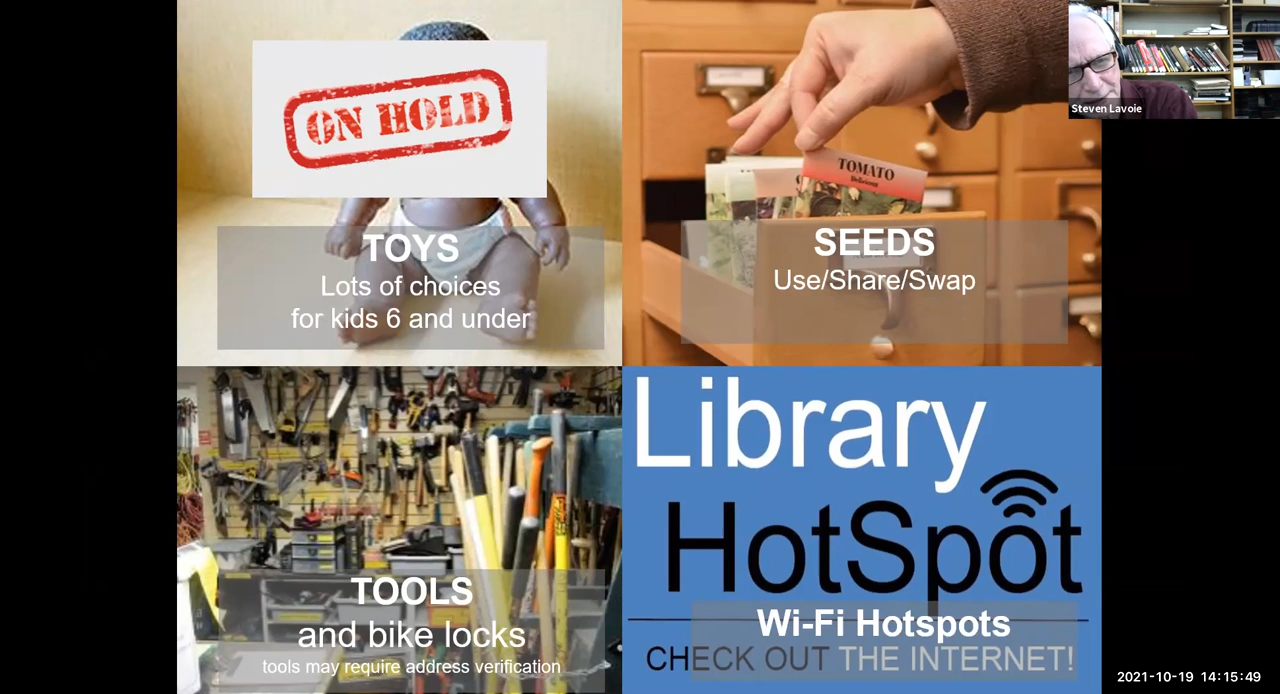 ON HOLD
TOYS
Lots of choices
for kids 6 and under
TOMATO
Delicious
SEEDS
Use/Share/Swap
Steven Lavoie
TOOLS
and bike locks
tools may require address verification
Library
HotSpot
Wi-Fi Hotspots
CHECK OUT THE INTERNET!
2021-10-19 14:15:49